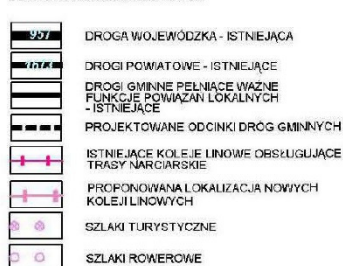 957
DROGA WOJEWÓDZKA - ISTNIEJĄCA
1673
DROGI POWIATOWE - ISTNIEJĄCE
DROGI GMINNE PEŁNIĄCE WAŻNE
FUNKCJE POWIĄZAŃ LOKALNYCH
- ISTNIEJĄCE
PROJEKTOWANE ODCINKI DRÓG GMINNYCH
ISTNIEJĄCE KOLEJE LINOWE OBSŁUGUJĄCE
TRASY NARCIARSKIE
PROPONOWANA LOKALIZACJA NOWYCH
KOLEJI LINOWYCH
SZLAKI TURYSTYCZNE
SZLAKI ROWEROWE